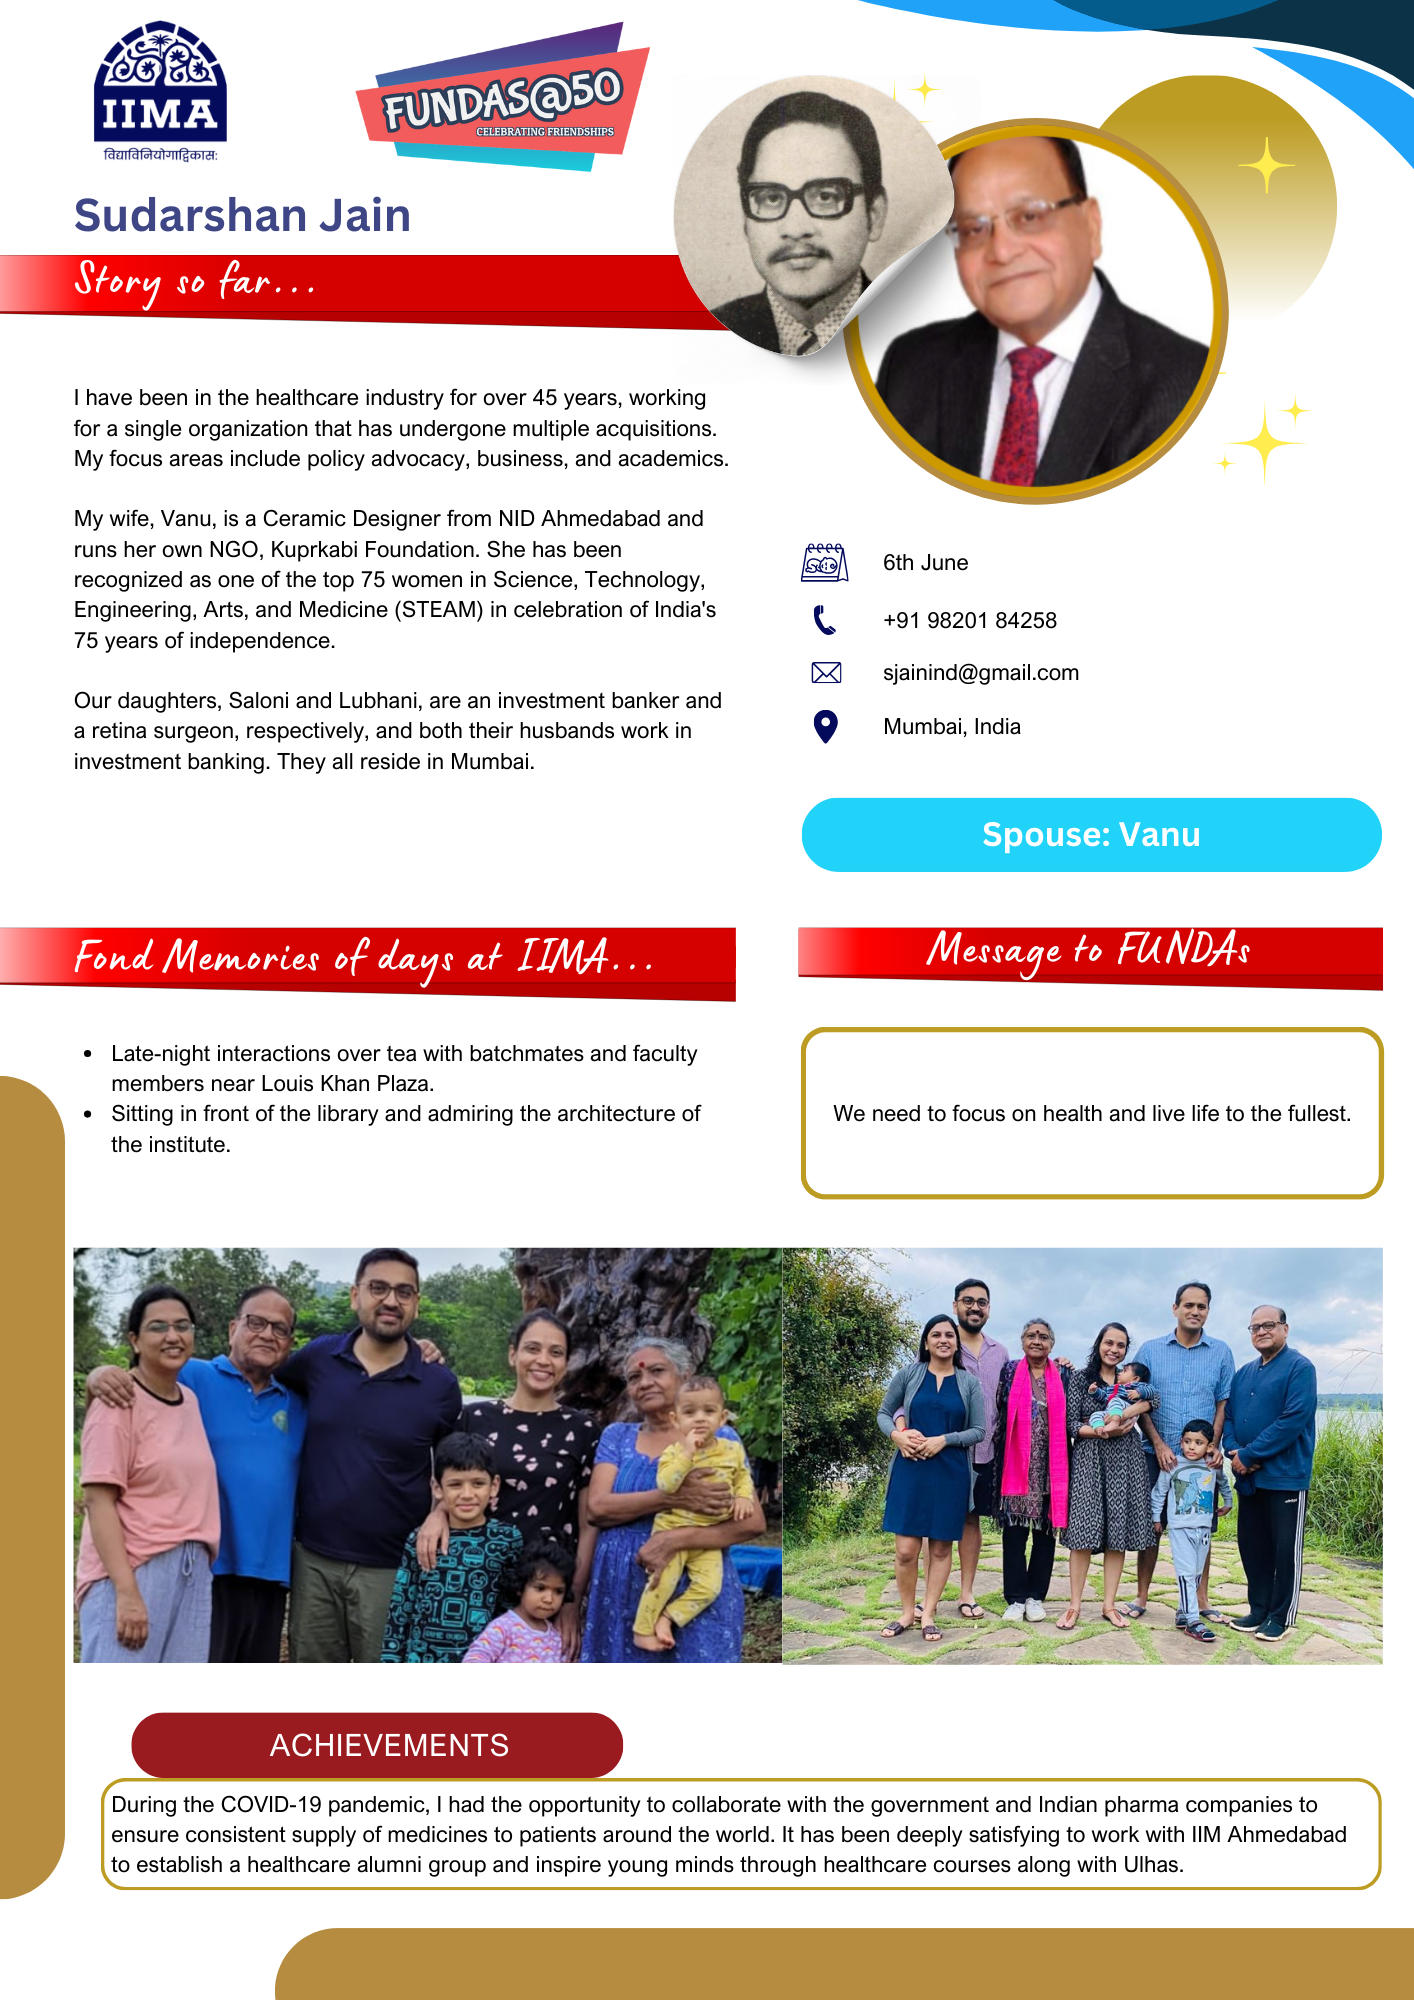 IIMA
विद्याविनियोगाद्विकास:
FUNDAS@50
CELEBRATING FRIENDSHIPS
Sudarshan Jain
Story so far...
I have been in the healthcare industry for over 45 years, working
for a single organization that has undergone multiple acquisitions.
My focus areas include policy advocacy, business, and academics.
My wife, Vanu, is a Ceramic Designer from NID Ahmedabad and
runs her own NGO, Kuprkabi Foundation. She has been
recognized as one of the top 75 women in Science, Technology,
Engineering, Arts, and Medicine (STEAM) in celebration of India's
75 years of independence.
Our daughters, Saloni and Lubhani, are an investment banker and
a retina surgeon, respectively, and both their husbands work in
investment banking. They all reside in Mumbai.
6th June
+91 98201 84258
sjainind@gmail.com
Mumbai, India
Spouse: Vanu
Fond Memories of days at IIMA...
Late-night interactions over tea with batchmates and faculty
members near Louis Khan Plaza.
Sitting in front of the library and admiring the architecture of
the institute.
Message to FUNDAs
We need to focus on health and live life to the fullest.
ACHIEVEMENTS
During the COVID-19 pandemic, I had the opportunity to collaborate with the government and Indian pharma companies to
ensure consistent supply of medicines to patients around the world. It has been deeply satisfying to work with IIM Ahmedabad
to establish a healthcare alumni group and inspire young minds through healthcare courses along with Ulhas.